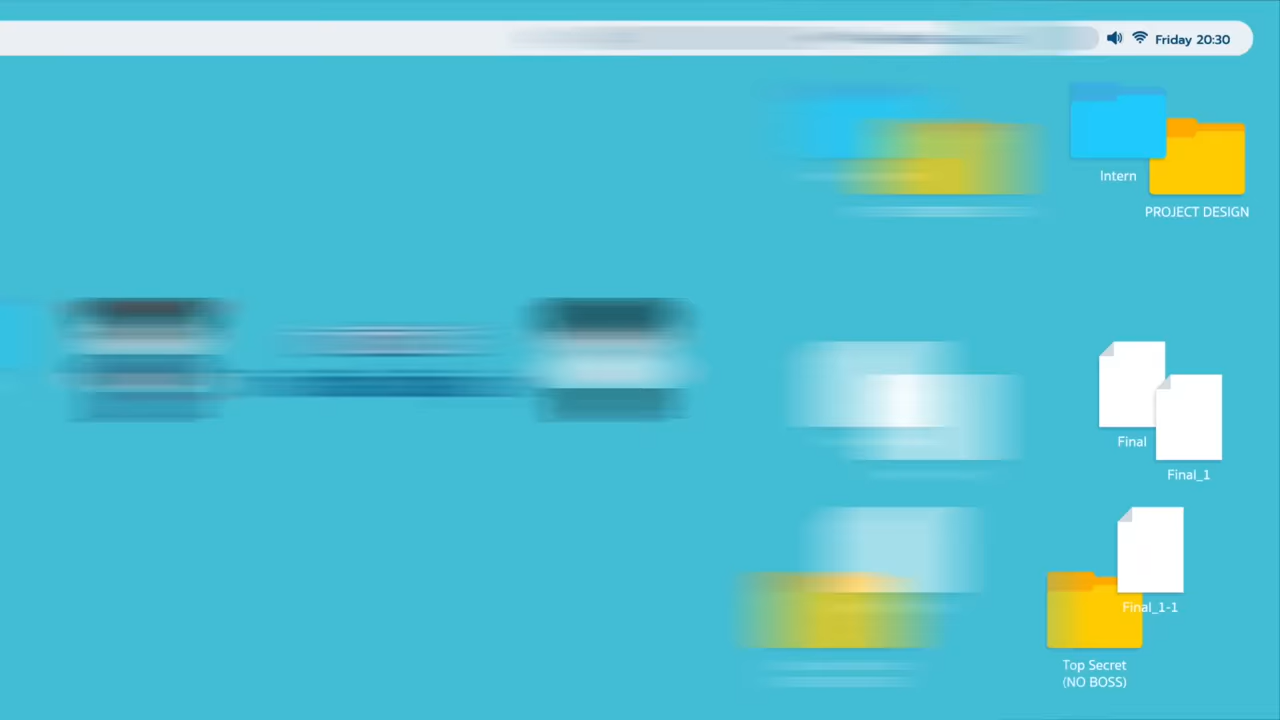 Friday 20:30
Intern
PROJECT DESIGN
Final
Final_1
Final_1-1
Top Secret
(NO BOSS)